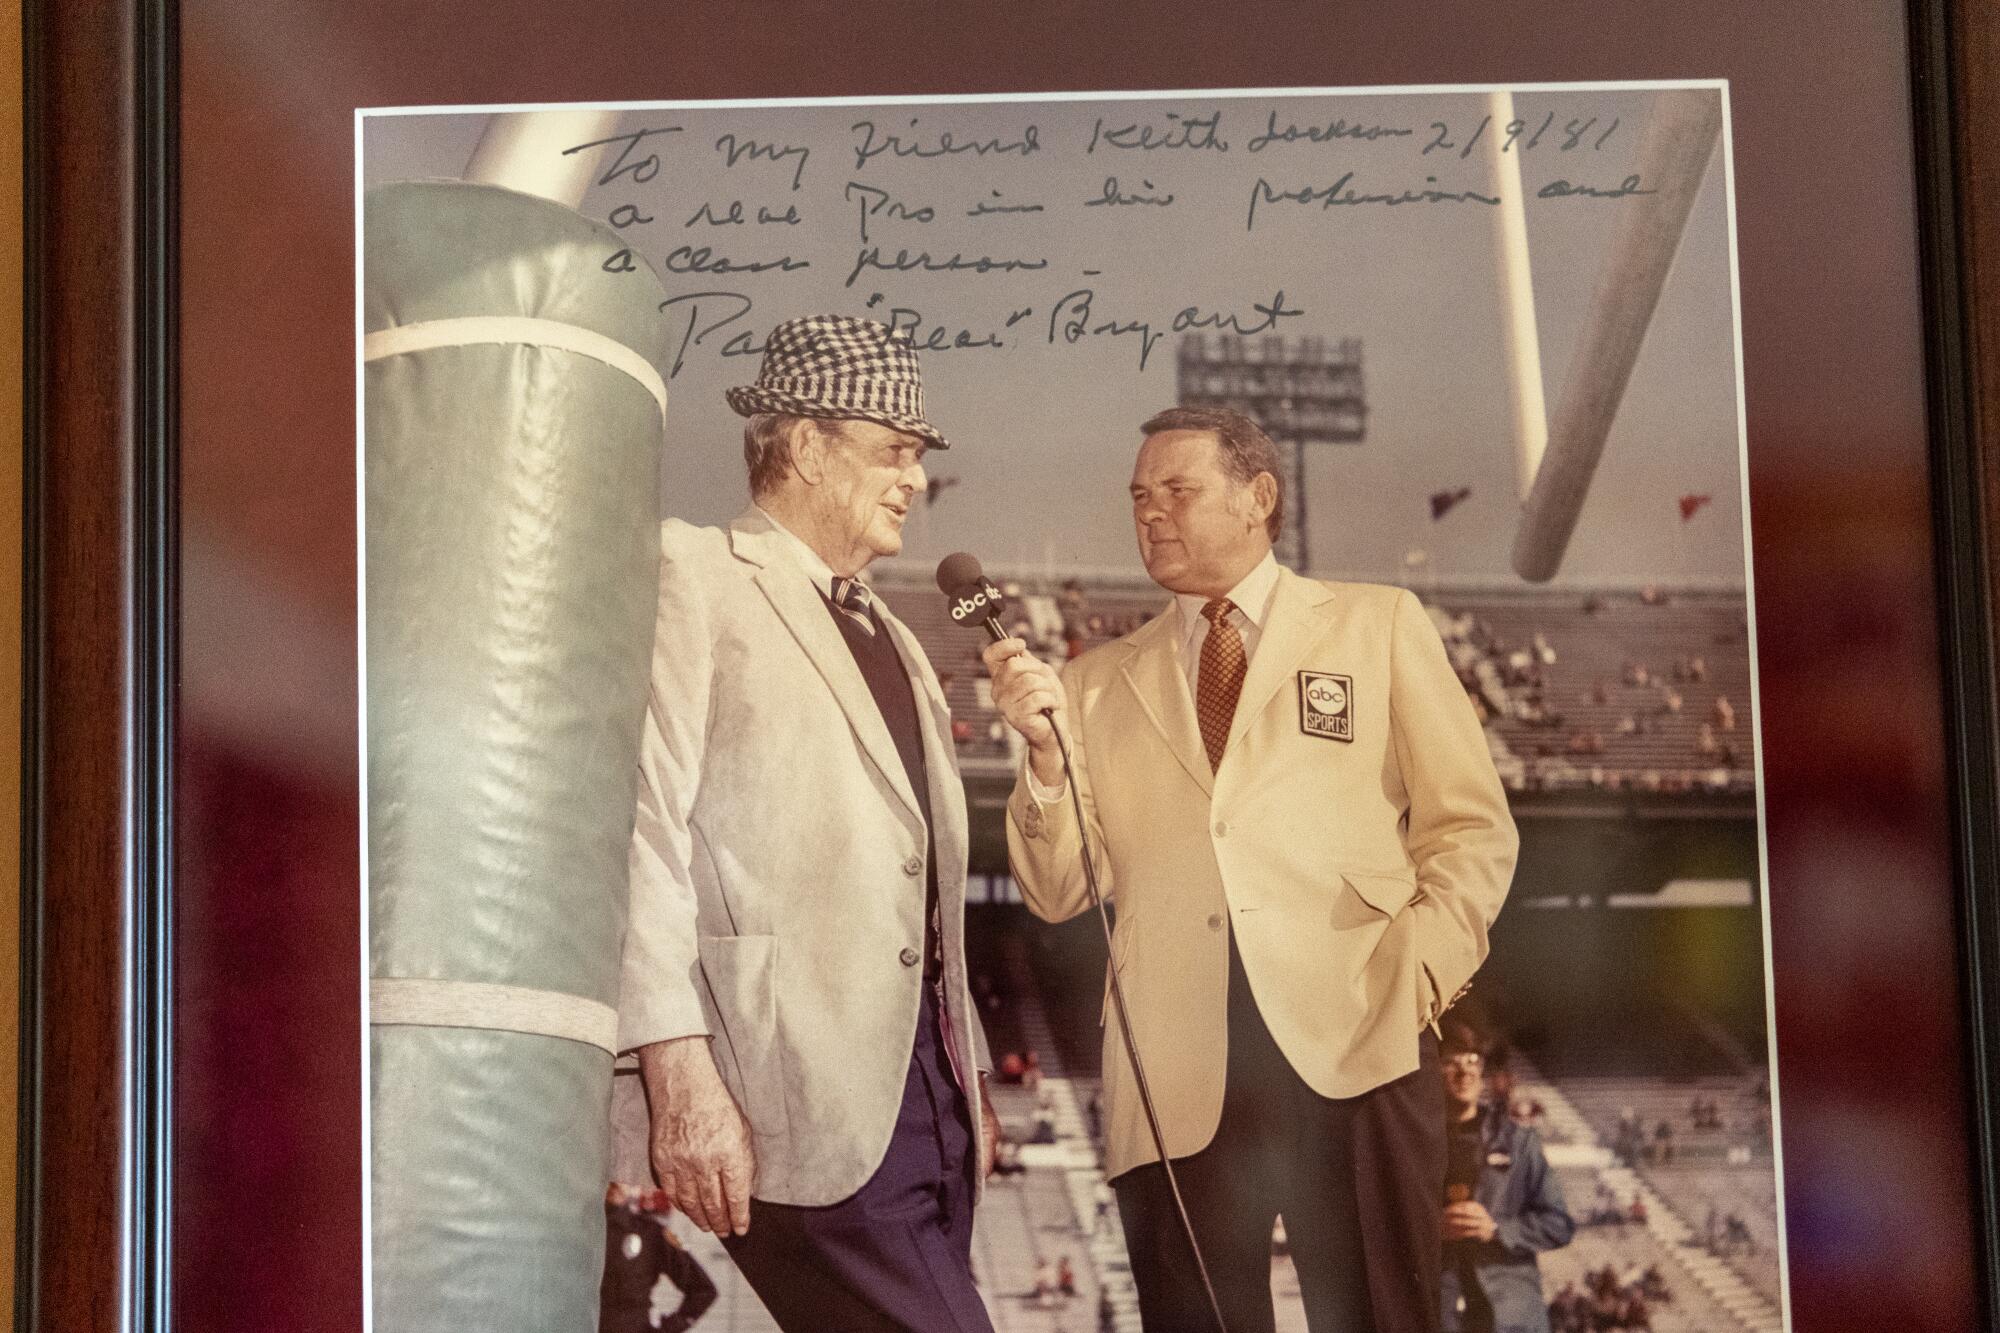 To My Friend Keith Jackson 2/9/81
a real Pro in his profession and
a class person -
Paul "Bear" Bryant
abc
abc
SPORTS